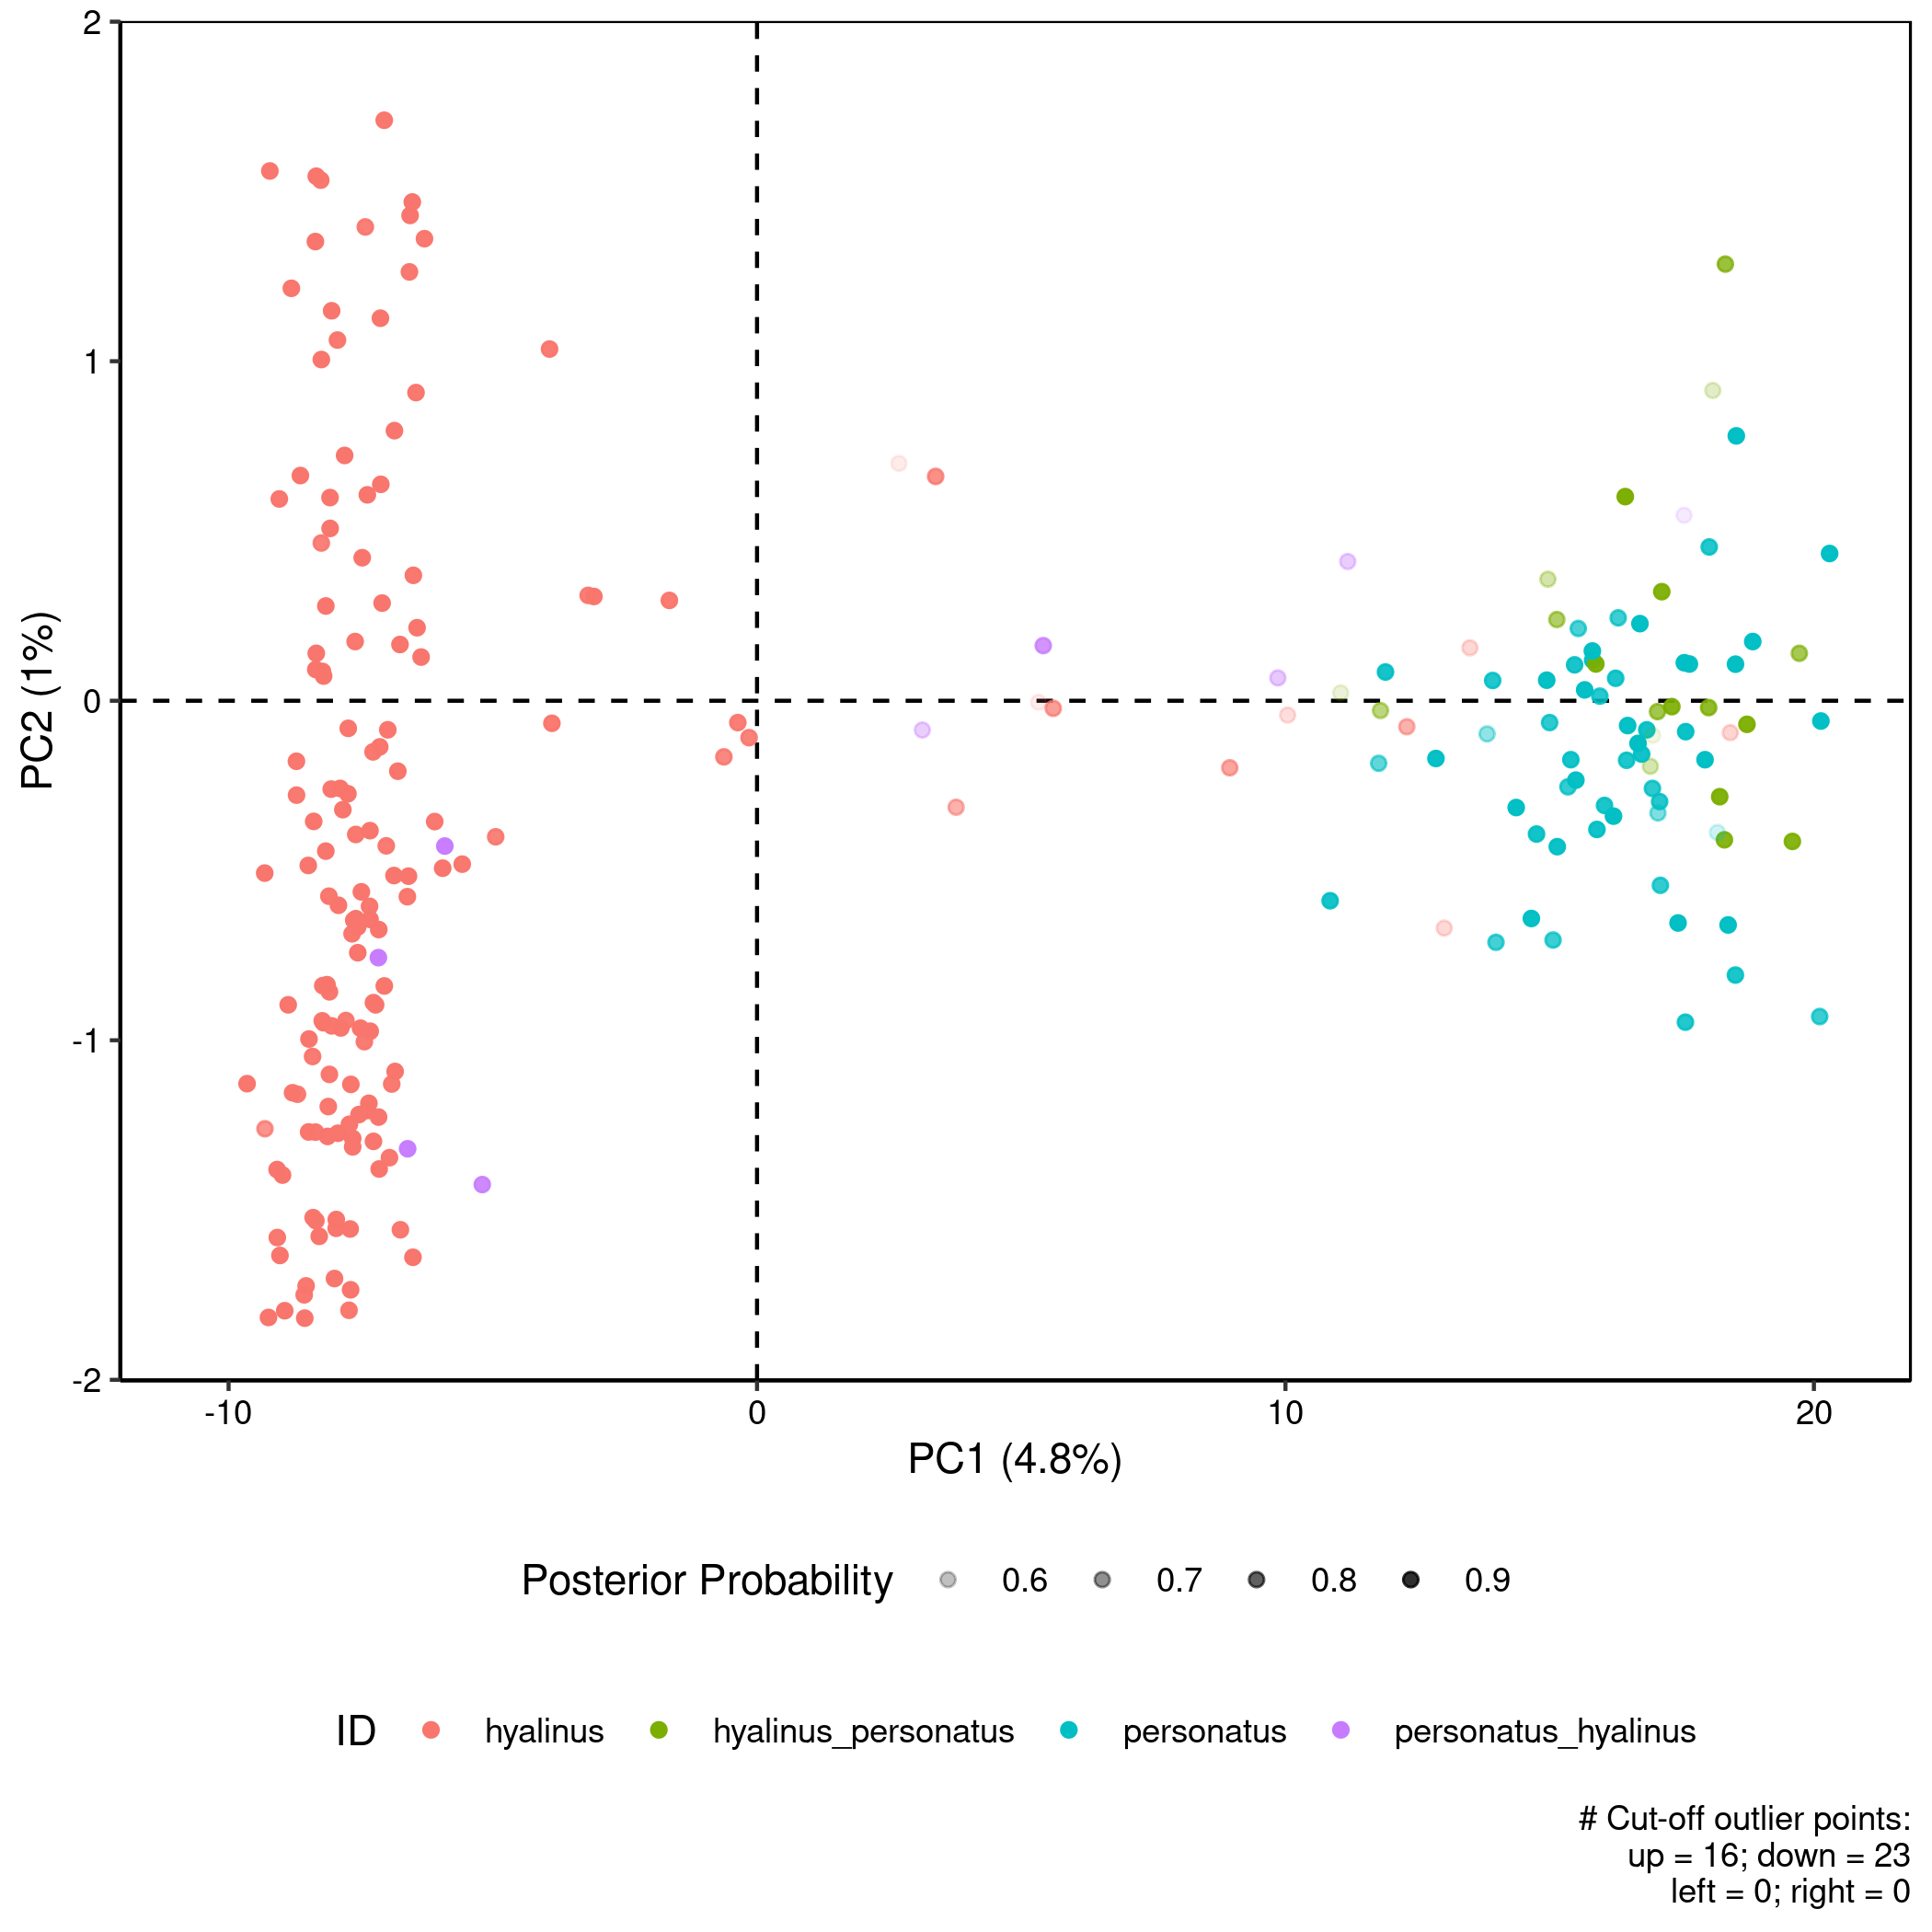 2
1
0
-1
-2
PC2 (1%)
-10 0 10 20
PC1 (4.8%)
Posterior Probability 0.6 0.7 0.8 0.9
ID hyalinus hyalinus_personatus personatus personatus_hyalinus
# Cut-off outlier points:
up = 16; down = 23
left = 0; right = 0